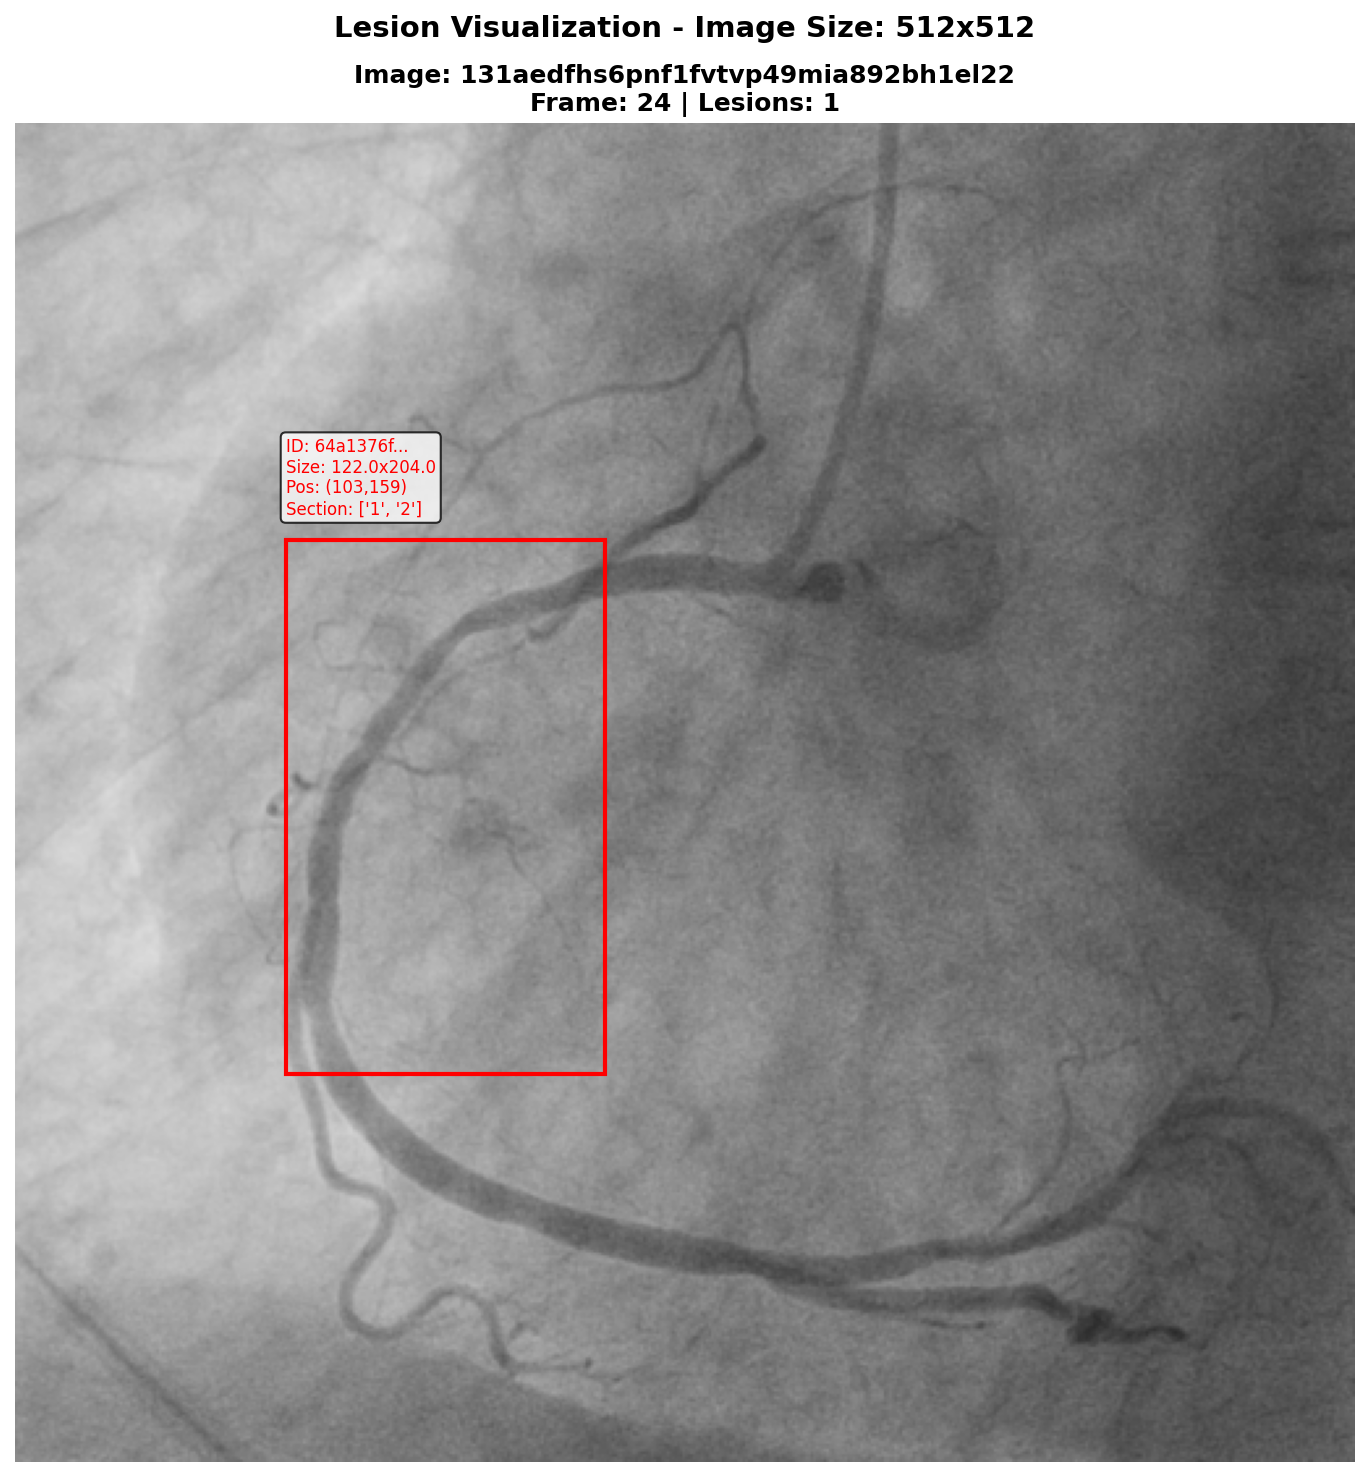 Lesion Visualization - Image Size: 512x512
Image: 131aedfhs6pnf1fvtvp49mia892bh1el22
Frame: 24 | Lesions: 1
ID: 64a1376f...
Size: 122.0x204.0
Pos: (103,159)
Section: ['1', '2']